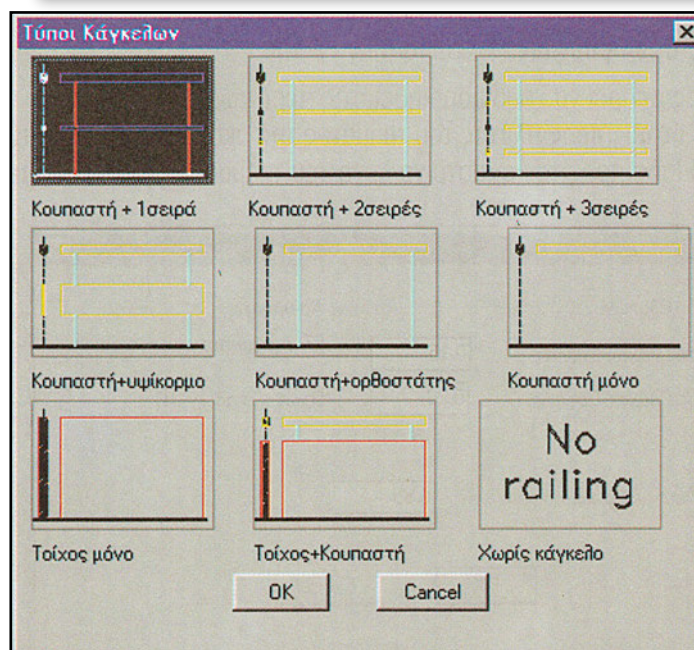 Τύποι Κάγκελων
Κουπαστή + 1σειρά
Κουπαστή + 2σειρές
Κουπαστή + 3σειρές
Κουπαστή+υψίκορμο
Κουπαστή+ορθοστάτης
Κουπαστή μόνο
No
railing
Τοίχος μόνο
Τοίχος+Κουπαστή
Χωρίς κάγκελο
OK
Cancel